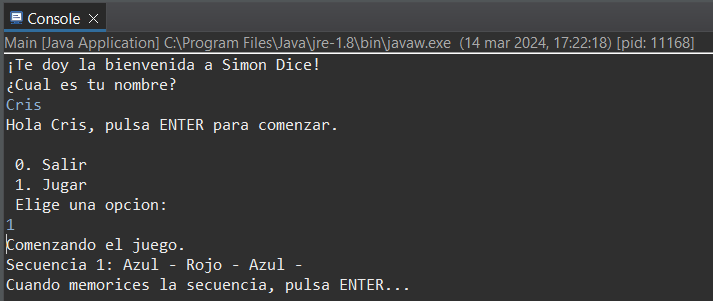 Console
Main [Java Application] C:\Program Files\Java\jre-1.8\bin\javaw.exe (14 mar 2024, 17:22:18) [pid: 11168]
¡Te doy la bienvenida a Simon Dice!
¿Cual es tu nombre?
Cris
Hola Cris, pulsa ENTER para comenzar.
0. Salir
1. Jugar
Elige una opcion:
1
Comenzando el juego.
Secuencia 1: Azul - Rojo - Azul -
Cuando memorices la secuencia, pulsa ENTER...